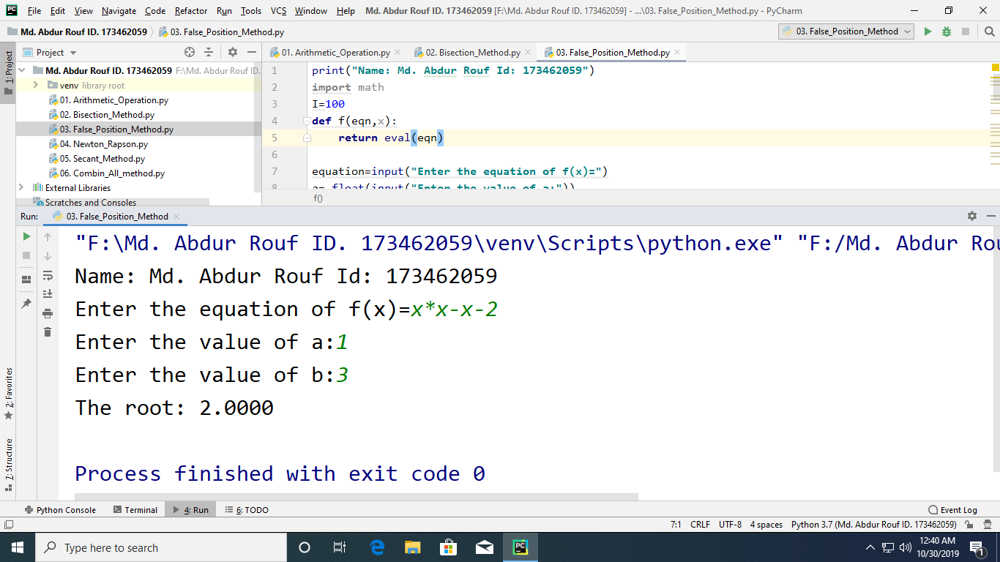 File Edit View Navigate Code Refactor Run Tools VCS Window Help Md. Abdur Rouf ID. 173462059 [F:\Md. Abdur Rouf ID. 173462059] - ...\03. False_Position_Method.py - PyCharm
Md. Abdur Rouf ID. 173462059 03. False_Position_Method.py 03. False_Position_Method
1: Project
Project
Md. Abdur Rouf ID. 173462059 F:\Md. Abdur Rouf ID.
venv library root
01. Arithmetic_Operation.py
02. Bisection_Method.py
03. False_Position_Method.py
04. Newton_Rapson.py
05. Secant_Method.py
06. Combin_All_method.py
External Libraries
Scratches and Consoles
01. Arithmetic_Operation.py 02. Bisection_Method.py 03. False_Position_Method.py
1 print("Name: Md. Abdur Rouf Id: 173462059")
2 import math
3 I=100
4 def f(eqn,x):
5 return eval(eqn)
6
7 equation=input("Enter the equation of f(x)=")
8 a= float(input("Enter the value of a:"))
f()
Run: 03. False_Position_Method
"F:\Md. Abdur Rouf ID. 173462059\venv\Scripts\python.exe" "F:/Md. Abdur Rou
Name: Md. Abdur Rouf Id: 173462059
Enter the equation of f(x)=x*x-x-2
Enter the value of a:1
Enter the value of b:3
The root: 2.0000
Process finished with exit code 0
2: Favorites
7: Structure
Python Console Terminal 4: Run 6: TODO Event Log
7:1 CRLF UTF-8 4 spaces Python 3.7 (Md. Abdur Rouf ID. 173462059)
Type here to search
12:40 AM
10/30/2019
1